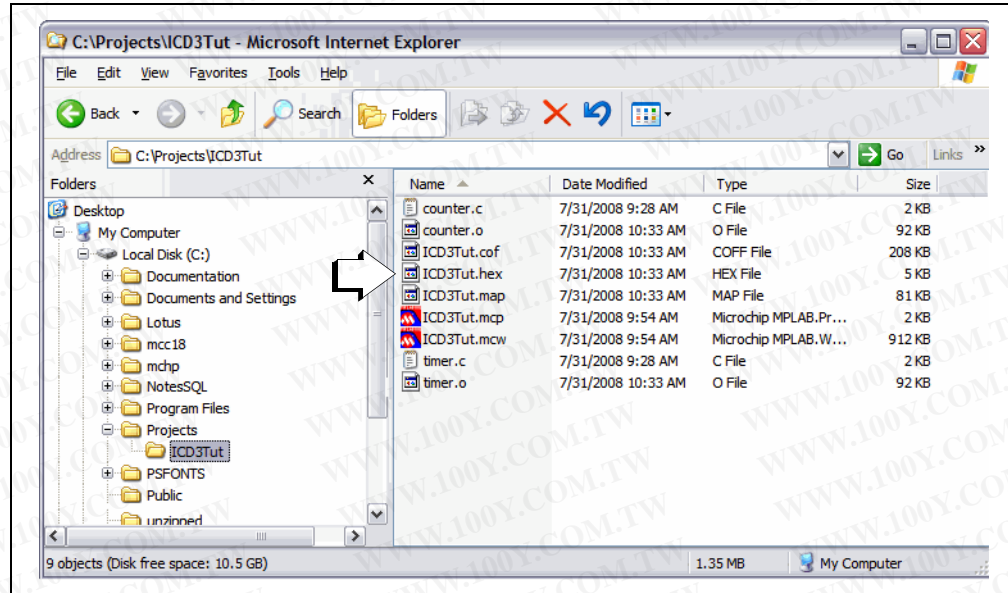 C:\Projects\ICD3Tut - Microsoft Internet Explorer
File Edit View Favorites Tools Help
Back Search Folders
Address C:\Projects\ICD3Tut Go Links »
Folders x
Desktop
My Computer
Local Disk (C:)
Documentation
Documents and Settings
Lotus
mcc18
mchp
NotesSQL
Program Files
Projects
ICD3Tut
PSFONTS
Public
unzipped
Name Date Modified Type Size
counter.c 7/31/2008 9:28 AM C File 2 KB
counter.o 7/31/2008 10:33 AM O File 92 KB
ICD3Tut.cof 7/31/2008 10:33 AM COFF File 208 KB
ICD3Tut.hex 7/31/2008 10:33 AM HEX File 5 KB
ICD3Tut.map 7/31/2008 10:33 AM MAP File 81 KB
ICD3Tut.mcp 7/31/2008 9:54 AM Microchip MPLAB.Pr... 2 KB
ICD3Tut.mcw 7/31/2008 9:54 AM Microchip MPLAB.W... 912 KB
timer.c 7/31/2008 9:28 AM C File 2 KB
timer.o 7/31/2008 10:33 AM O File 92 KB
9 objects (Disk free space: 10.5 GB) 1.35 MB My Computer
WWW.100Y.COM.TW